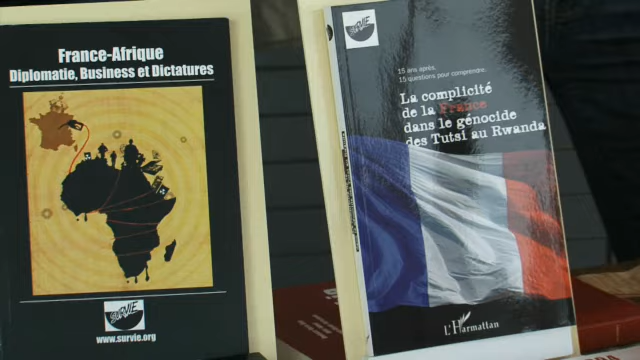 France-Afrique
Diplomatie, Business et Dictatures
SURVIE
www.survie.org
SURVIE
15 ans après,
15 questions pour comprendre.
La complicité
de la France
dans le génocide
des Tutsi au Rwanda
SURVIE
L'Harmattan